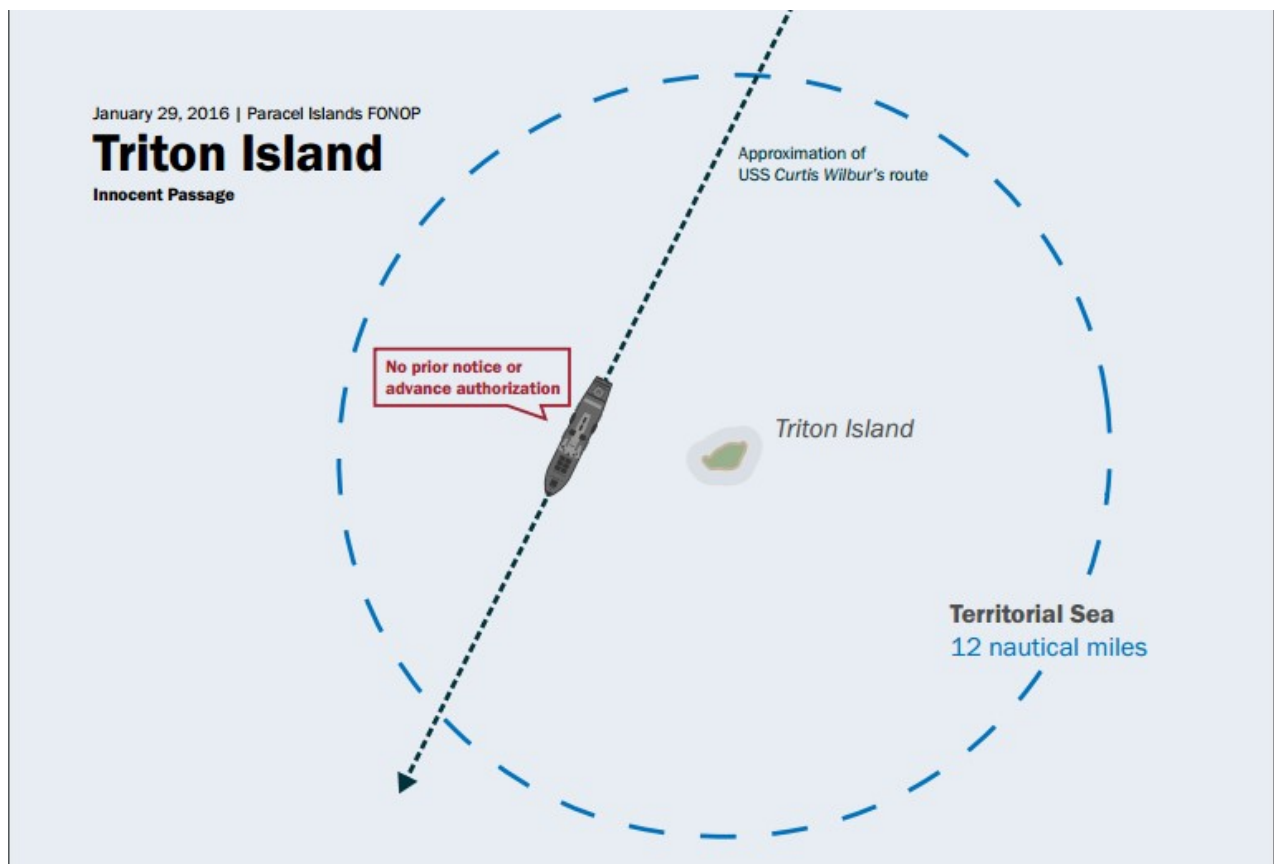 January 29, 2016 | Paracel Islands FONOP
Triton Island
Innocent Passage
Approximation of
USS Curtis Wilbur's route
No prior notice or
advance authorization
Triton Island
Territorial Sea
12 nautical miles